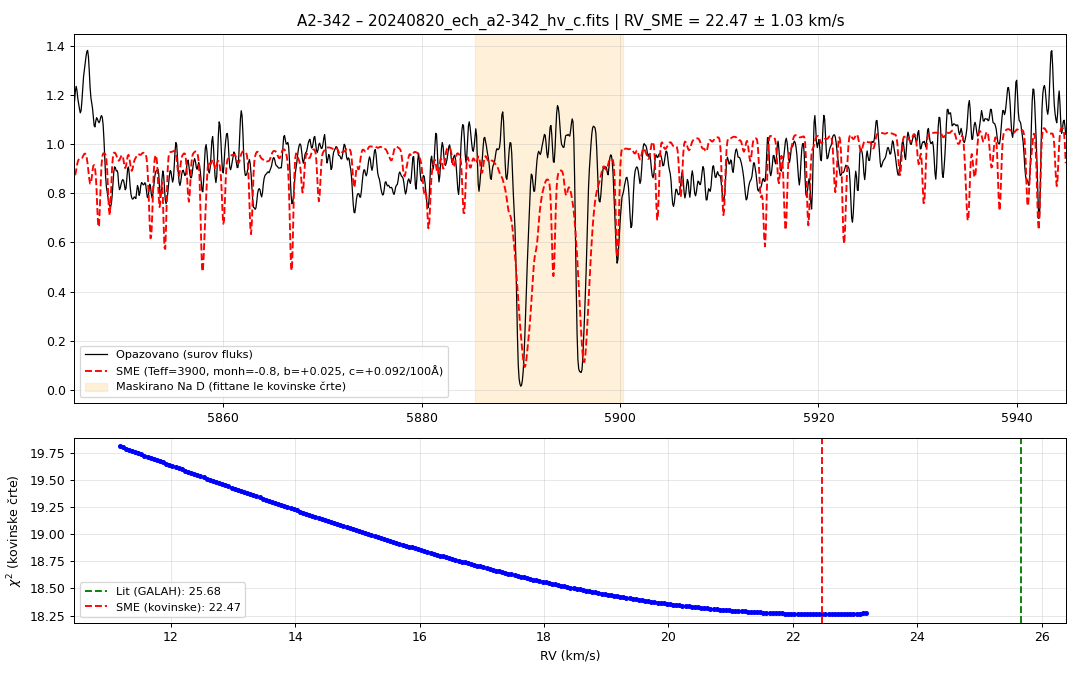 A2-342 – 20240820_ech_a2-342_hv_c.fits | RV_SME = 22.47 ± 1.03 km/s
1.4
1.2
1.0
0.8
0.6
0.4
0.2
0.0
Opazovano (surov fluks)
SME (Teff=3900, monh=-0.8, b=+0.025, c=+0.092/100Å)
Maskirano Na D (fittane le kovinske črte)
5860 5880 5900 5920 5940
19.75
19.50
19.25
19.00
18.75
18.50
18.25
χ² (kovinske črte)
Lit (GALAH): 25.68
SME (kovinske): 22.47
12 14 16 18 20 22 24 26
RV (km/s)